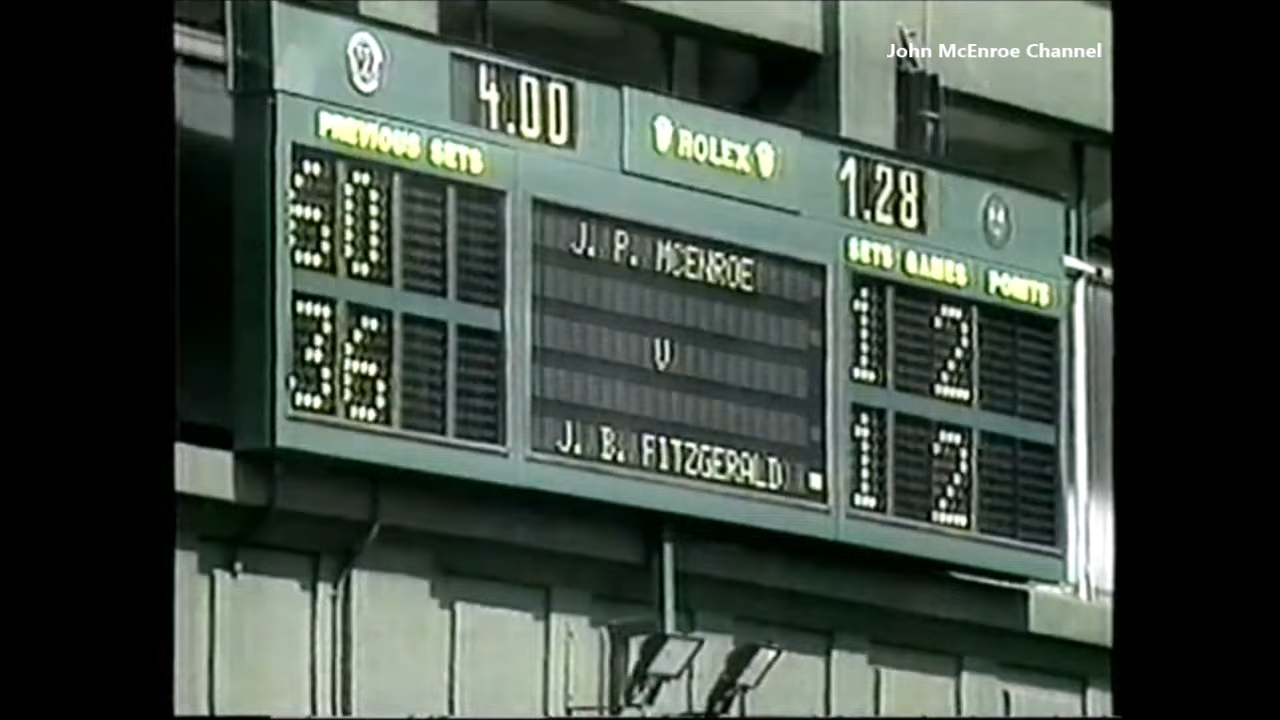 John McEnroe Channel
4.00
ROLEX
1.28
PREVIOUS SETS
SETS GAMES POINTS
6 0
J. P. MCENROE
1 2
V
3 6
J. B. FITZGERALD
1 2